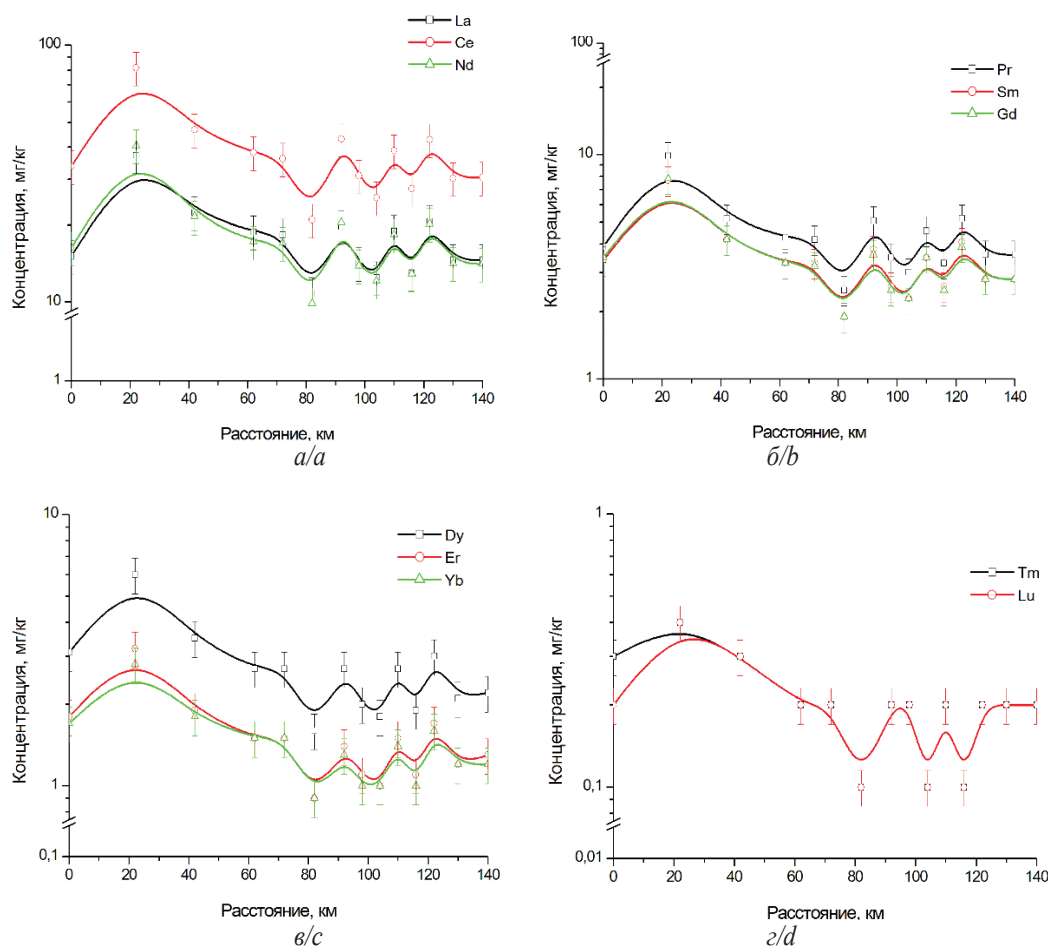 La
Ce
Nd
100
10
1
Концентрация, мг/кг
0 20 40 60 80 100 120 140
Расстояние, км
а/a
Pr
Sm
Gd
100
10
1
Концентрация, мг/кг
0 20 40 60 80 100 120 140
Расстояние, км
б/b
Dy
Er
Yb
10
1
0,1
Концентрация, мг/кг
0 20 40 60 80 100 120 140
Расстояние, км
в/c
Tm
Lu
1
0,1
0,01
Концентрация, мг/кг
0 20 40 60 80 100 120 140
Расстояние, км
г/d